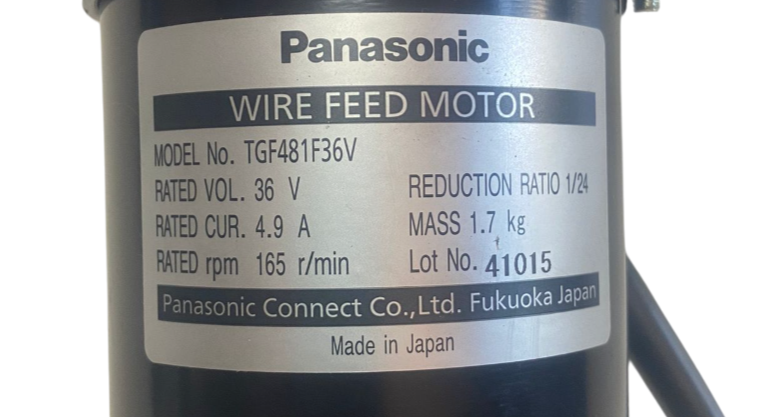 Panasonic
WIRE FEED MOTOR
MODEL No. TGF481F36V
RATED VOL. 36 V REDUCTION RATIO 1/24
RATED CUR. 4.9 A MASS 1.7 kg
RATED rpm 165 r/min Lot No. 41015
Panasonic Connect Co.,Ltd. Fukuoka Japan
Made in Japan